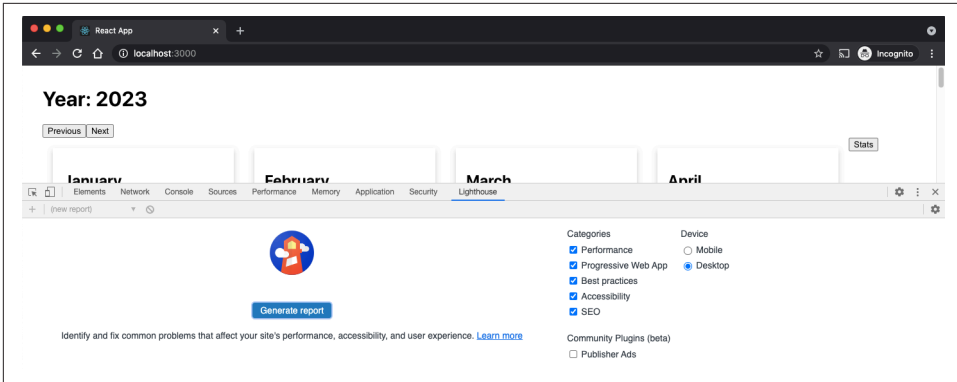 React App
localhost:3000
Incognito
Year: 2023
Previous Next
Stats
January February March April
Elements Network Console Sources Performance Memory Application Security Lighthouse
(new report)
Categories Device
Performance Mobile
Progressive Web App Desktop
Best practices
Accessibility
Generate report
SEO
Identify and fix common problems that affect your site's performance, accessibility, and user experience. Learn more
Community Plugins (beta)
Publisher Ads